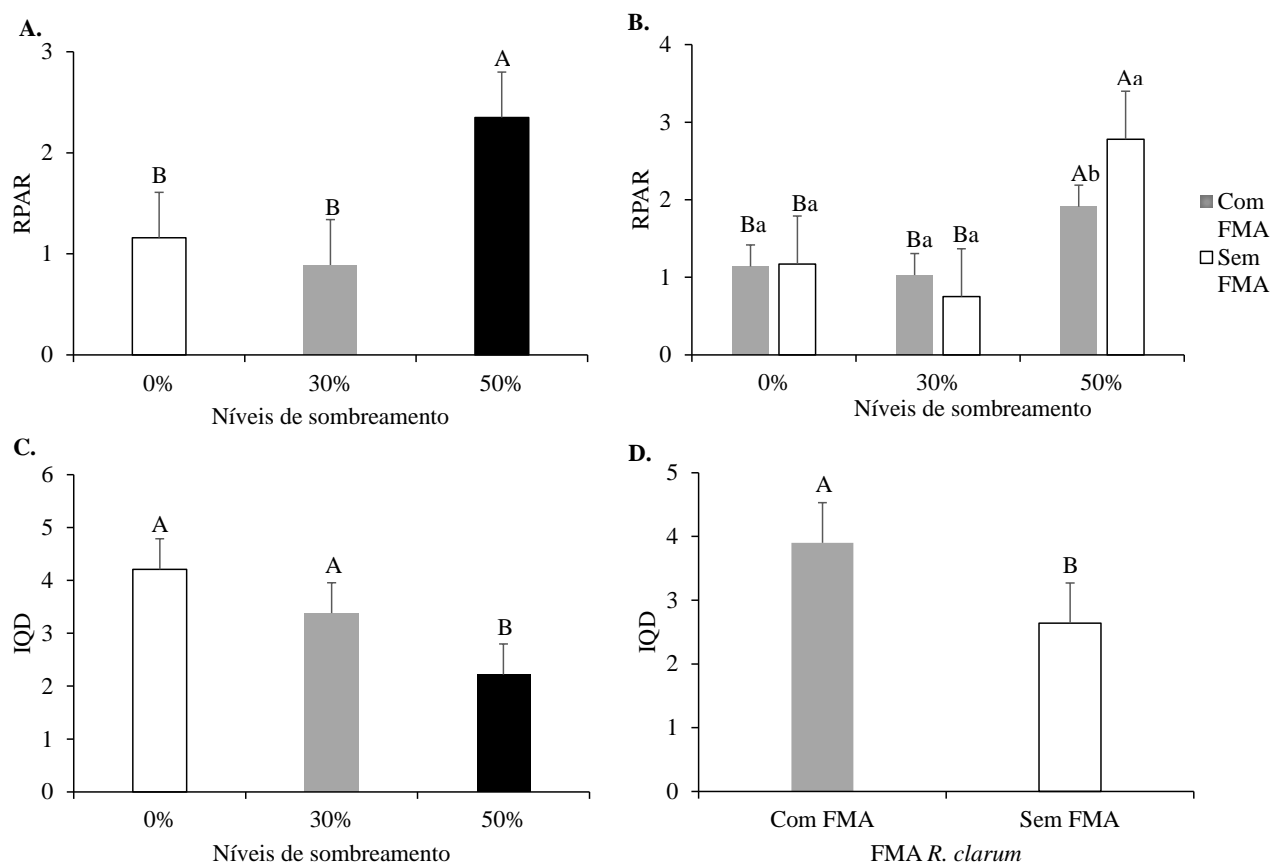 A.
3
2
1
0
RPAR
B
B
A
0%
30%
50%
Níveis de sombreamento
B.
4
3
2
1
0
RPAR
Ba
Ba
Ba
Ba
Ab
Aa
0%
30%
50%
Níveis de sombreamento
Com
FMA
Sem
FMA
C.
6
5
4
3
2
1
0
IQD
A
A
B
0%
30%
50%
Níveis de sombreamento
D.
5
4
3
2
1
0
IQD
A
B
Com FMA
Sem FMA
FMA R. clarum